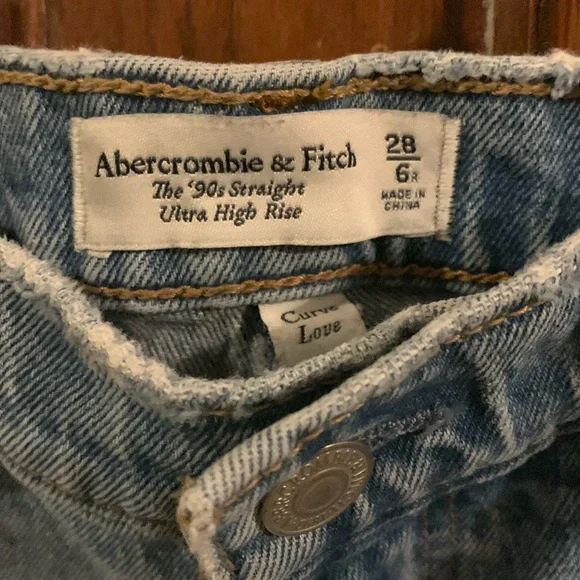 Abercrombie & Fitch
The '90s Straight
Ultra High Rise
28
6R
MADE IN
CHINA
Curve
Love